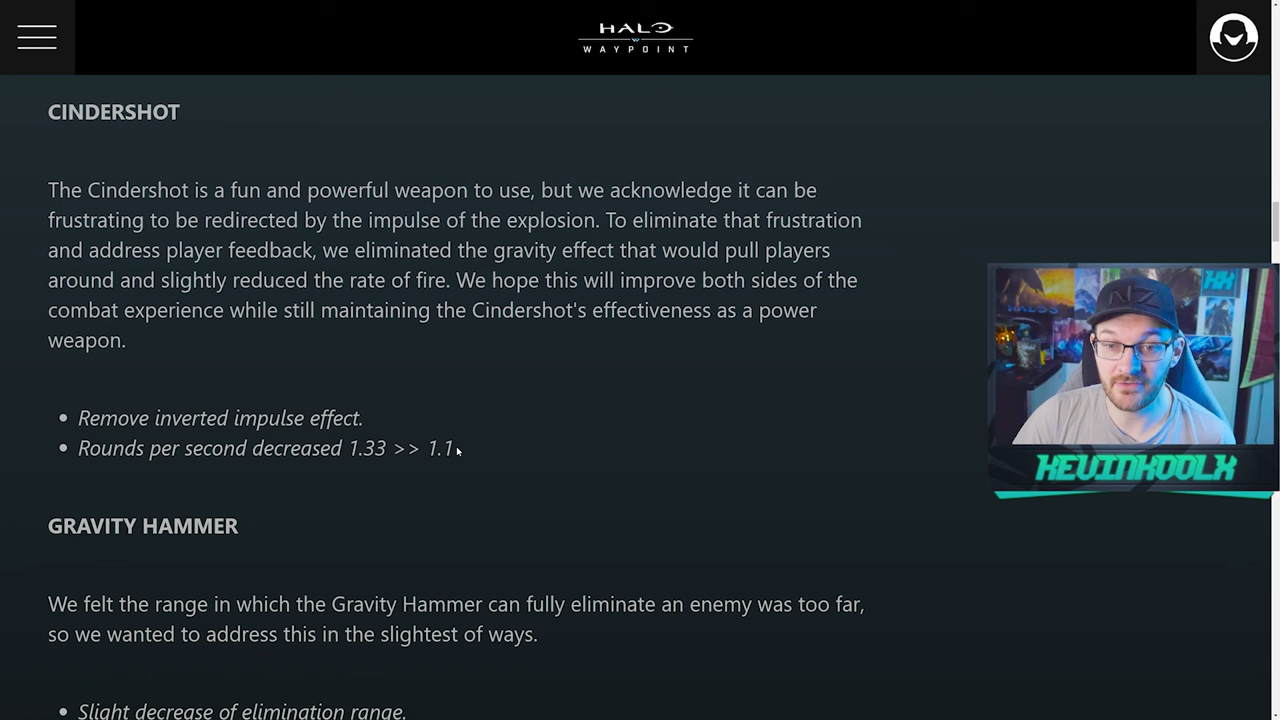 HALO
WAYPOINT
CINDERSHOT
The Cindershot is a fun and powerful weapon to use, but we acknowledge it can be
frustrating to be redirected by the impulse of the explosion. To eliminate that frustration
and address player feedback, we eliminated the gravity effect that would pull players
around and slightly reduced the rate of fire. We hope this will improve both sides of the
combat experience while still maintaining the Cindershot's effectiveness as a power
weapon.
• Remove inverted impulse effect.
• Rounds per second decreased 1.33 >> 1.1
KEVINKOOLX
GRAVITY HAMMER
We felt the range in which the Gravity Hammer can fully eliminate an enemy was too far,
so we wanted to address this in the slightest of ways.
• Slight decrease of elimination range.